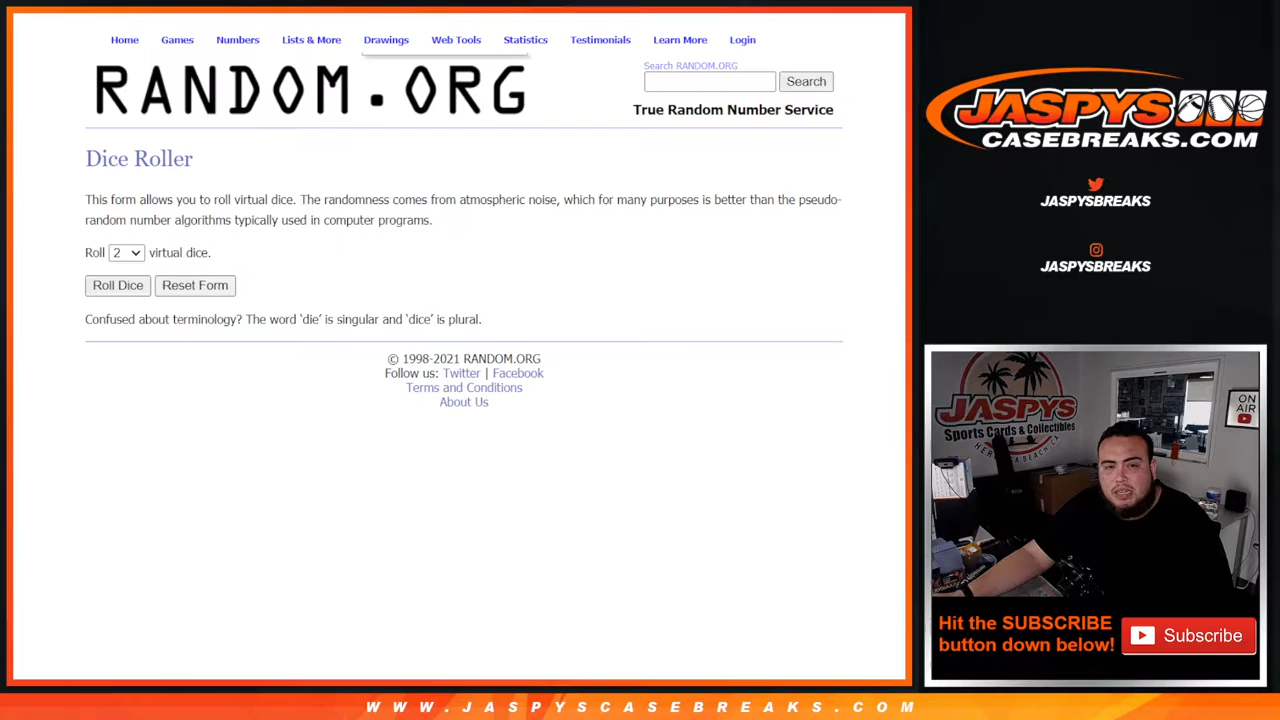 Home Games Numbers Lists & More Drawings Web Tools Statistics Testimonials Learn More Login
RANDOM.ORG
Search RANDOM.ORG
Search
True Random Number Service
Dice Roller
This form allows you to roll virtual dice. The randomness comes from atmospheric noise, which for many purposes is better than the pseudo-
random number algorithms typically used in computer programs.
Roll 2 virtual dice.
Roll Dice Reset Form
Confused about terminology? The word 'die' is singular and 'dice' is plural.
© 1998-2021 RANDOM.ORG
Follow us: Twitter | Facebook
Terms and Conditions
About Us
JASPYS
CASEBREAKS.COM
JASPYSBREAKS
JASPYSBREAKS
JASPYS
Sports Cards & Collectibles
ON
AIR
Hit the SUBSCRIBE
button down below!
Subscribe
WWW.JASPYSCASEBREAKS.COM